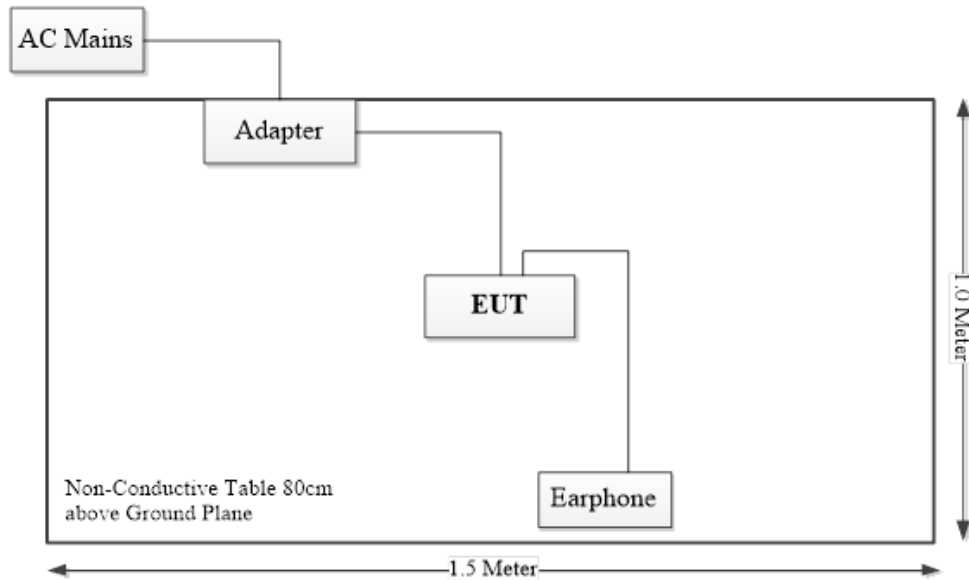 AC Mains
Adapter
EUT
1.0 Meter
Earphone
Non-Conductive Table 80cm
above Ground Plane
1.5 Meter